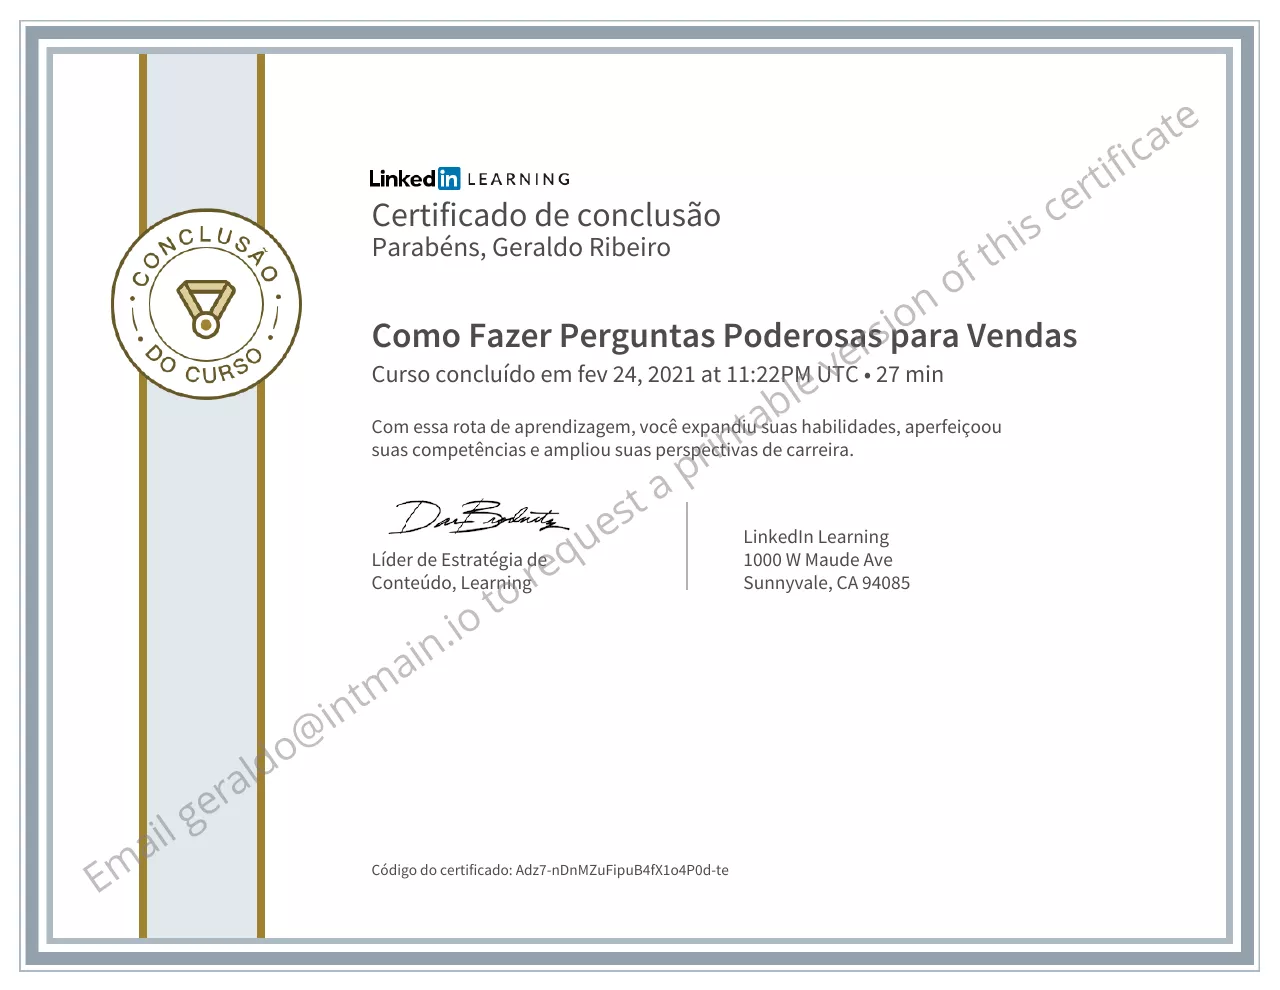 LinkedIn LEARNING
Certificado de conclusão
Parabéns, Geraldo Ribeiro
CONCLUSÃO
DO CURSO
Como Fazer Perguntas Poderosas para Vendas
Curso concluído em fev 24, 2021 at 11:22PM UTC • 27 min
Com essa rota de aprendizagem, você expandiu suas habilidades, aperfeiçoou
suas competências e ampliou suas perspectivas de carreira.
Líder de Estratégia de
Conteúdo, Learning
LinkedIn Learning
1000 W Maude Ave
Sunnyvale, CA 94085
Código do certificado: Adz7-nDnMZuFipuB4fX1o4P0d-te
Email geraldo@intmain.io to request a printable version of this certificate